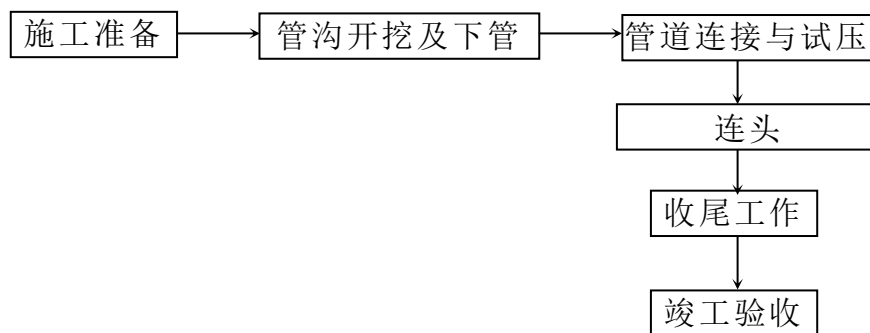 施工准备
管沟开挖及下管
管道连接与试压
连头
收尾工作
竣工验收